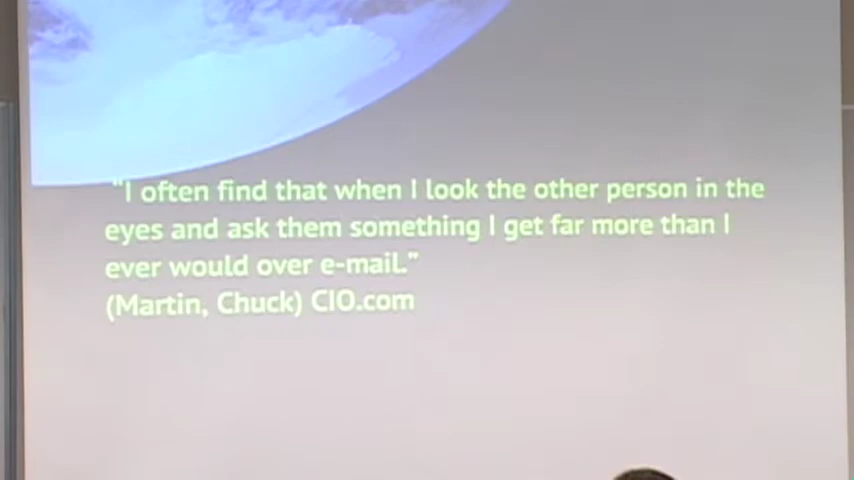 "I often find that when I look the other person in the
eyes and ask them something I get far more than I
ever would over e-mail."
(Martin, Chuck) CIO.com